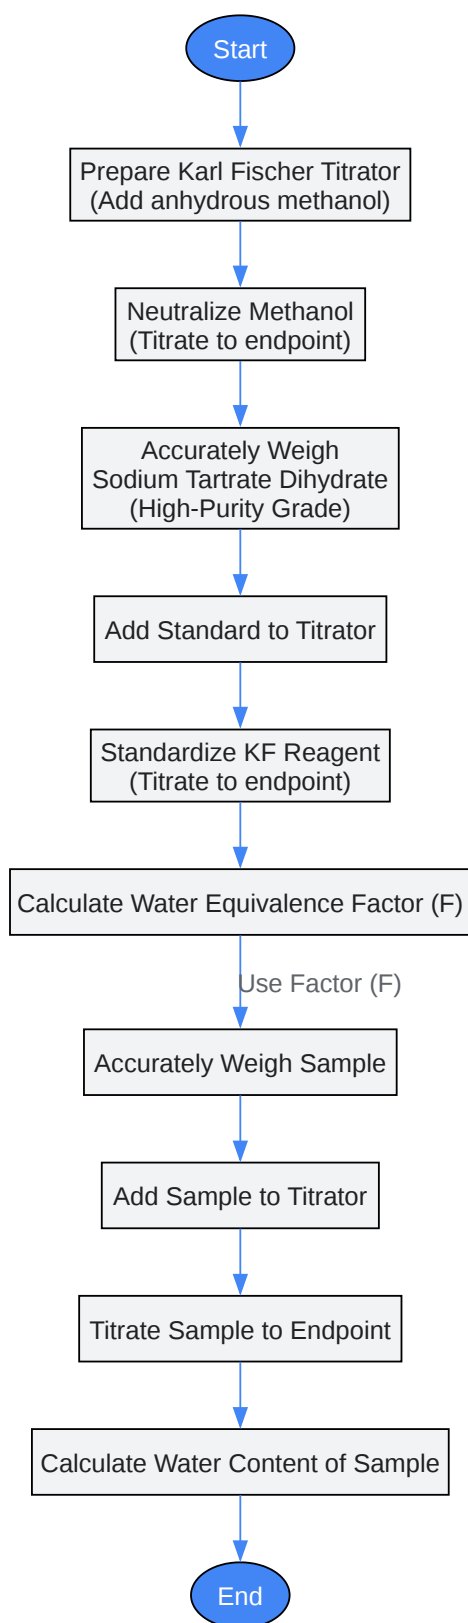 Start
Prepare Karl Fischer Titrator
(Add anhydrous methanol)
Neutralize Methanol
(Titrate to endpoint)
Accurately Weigh
Sodium Tartrate Dihydrate
(High-Purity Grade)
Add Standard to Titrator
Standardize KF Reagent
(Titrate to endpoint)
Calculate Water Equivalence Factor (F)
Use Factor (F)
Accurately Weigh Sample
Add Sample to Titrator
Titrate Sample to Endpoint
Calculate Water Content of Sample
End